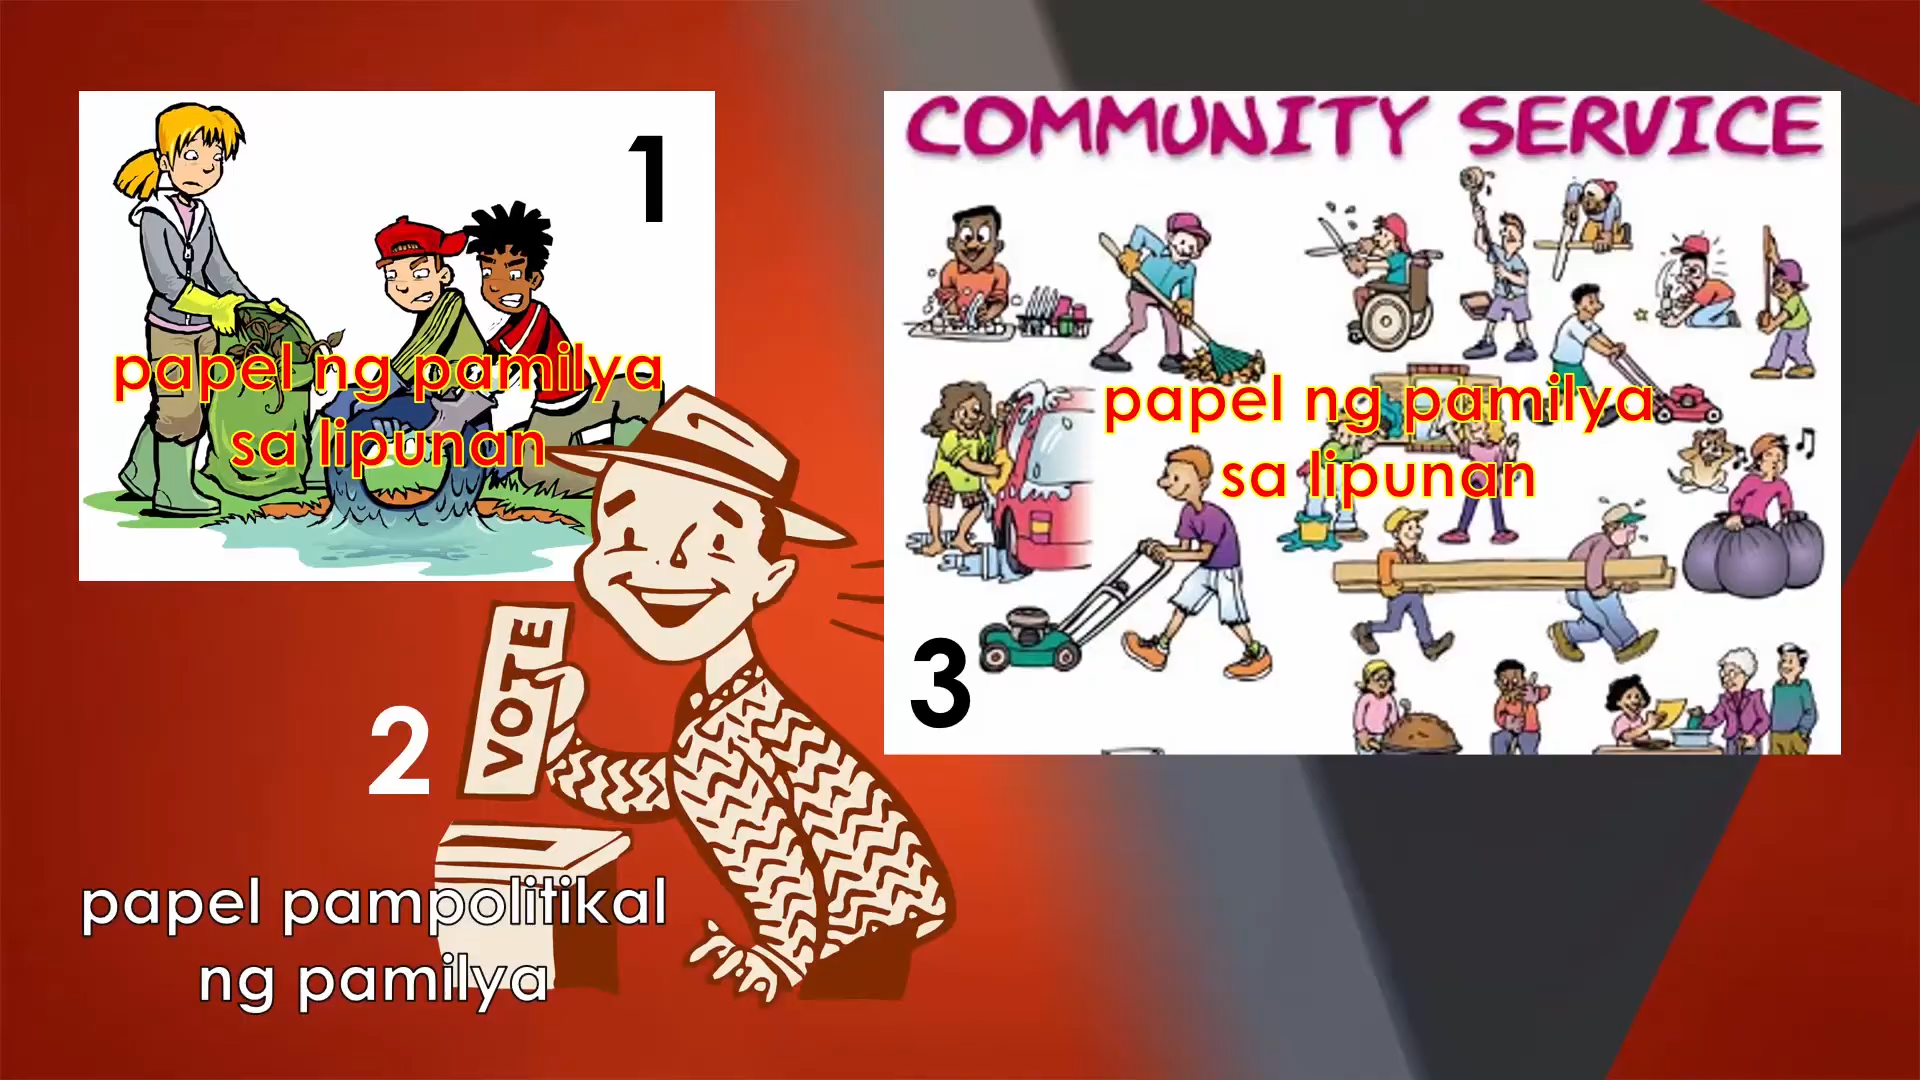 1
papel ng pamilya
sa lipunan
2
VOTE
papel pampolitikal
ng pamilya
COMMUNITY SERVICE
papel ng pamilya
sa lipunan
3